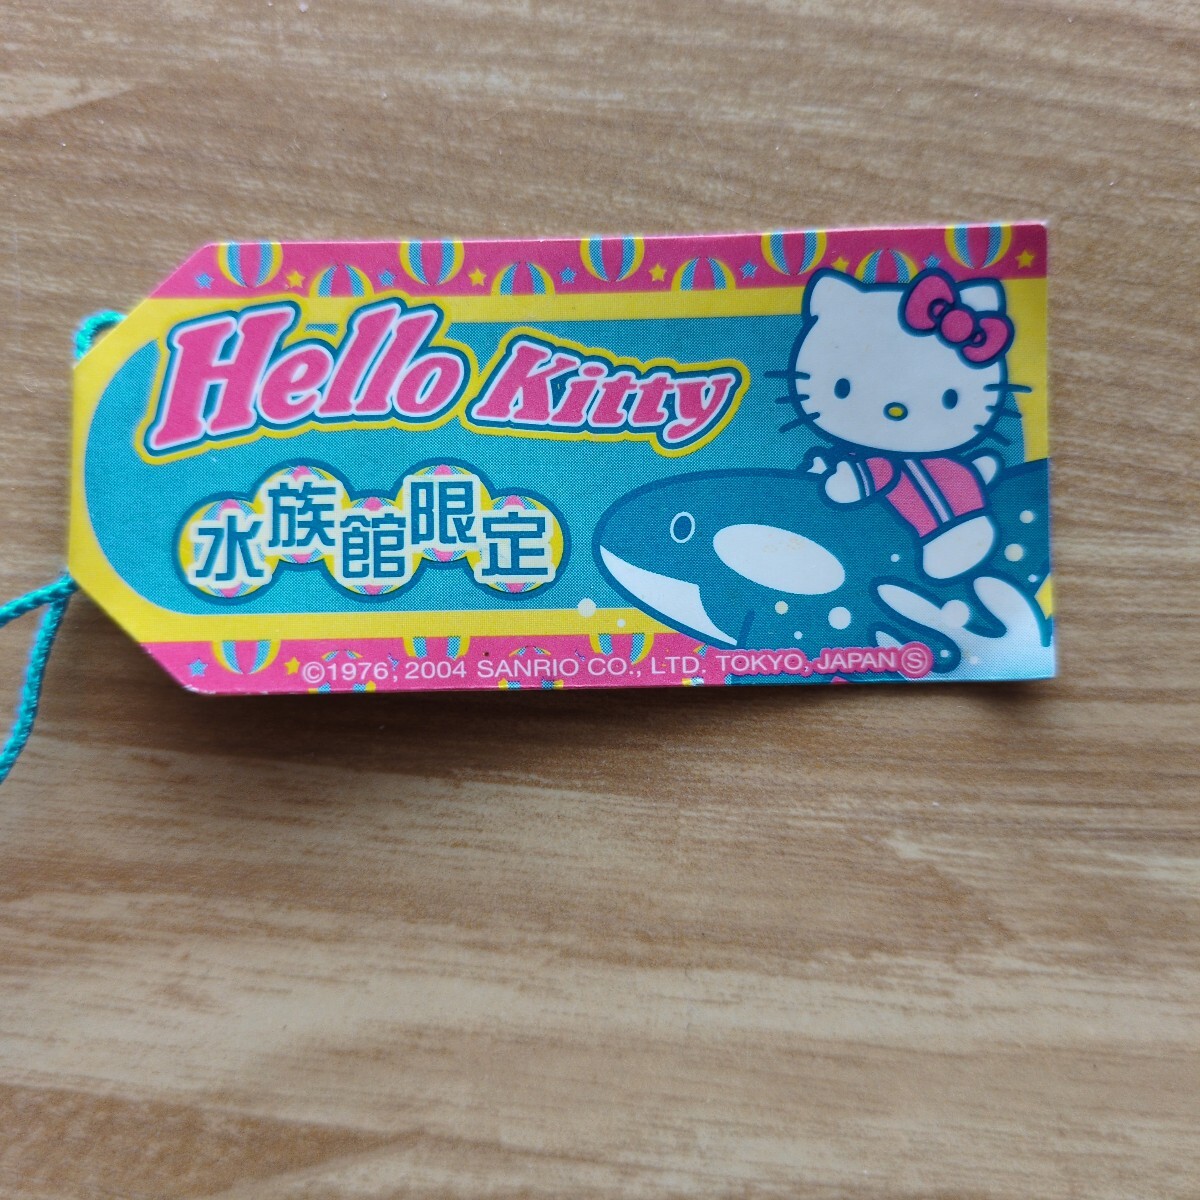 Hello Kitty
水族館限定
©1976, 2004 SANRIO CO., LTD. TOKYO, JAPAN Ⓢ